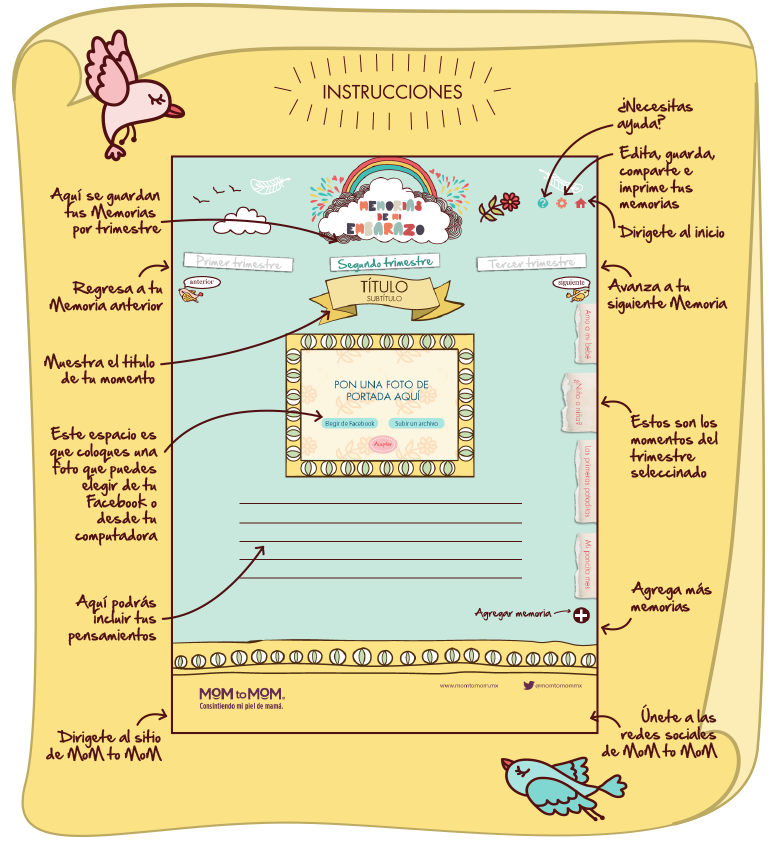 INSTRUCCIONES
¿Necesitas
ayuda?
Edita, guarda,
comparte e
imprime tus
memorias
Dirigete al inicio
Aquí se guardan
tus Memorias
por trimestre
MEMORIAS
DE MI
EMBARAZO
Primer trimestre
Segundo trimestre
Tercer trimestre
Regresa a tu
Memoria anterior
anterior
siguiente
Avanza a tu
siguiente Memoria
TÍTULO
SUBTÍTULO
Muestra el titulo
de tu momento
Amo a mi bebé
¿Niño o niña?
Las primeras pataditas
Mi pancita mes
Estos son los
momentos del
trimestre
seleccinado
PON UNA FOTO DE
PORTADA AQUÍ
Elegir de Facebook
Subir un archivo
Aceptar
Este espacio es
que coloques una
foto que puedes
elegir de tu
Facebook o
desde tu
computadora
Aquí podrás
incluir tus
pensamientos
Agregar memoria
Agrega más
memorias
MOM to MOM®
Consintiendo mi piel de mamá.
www.momtomom.mx
@momtomommx
Dirigete al sitio
de MoM to MoM
Únete a las
redes sociales
de MoM to MoM